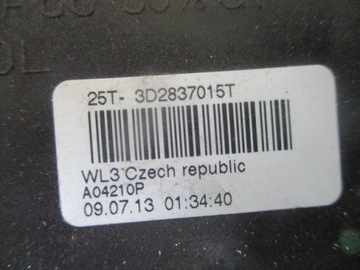 25T- 3D2837015T
WL3 Czech republic
A04210P
09.07.13 01:34:40